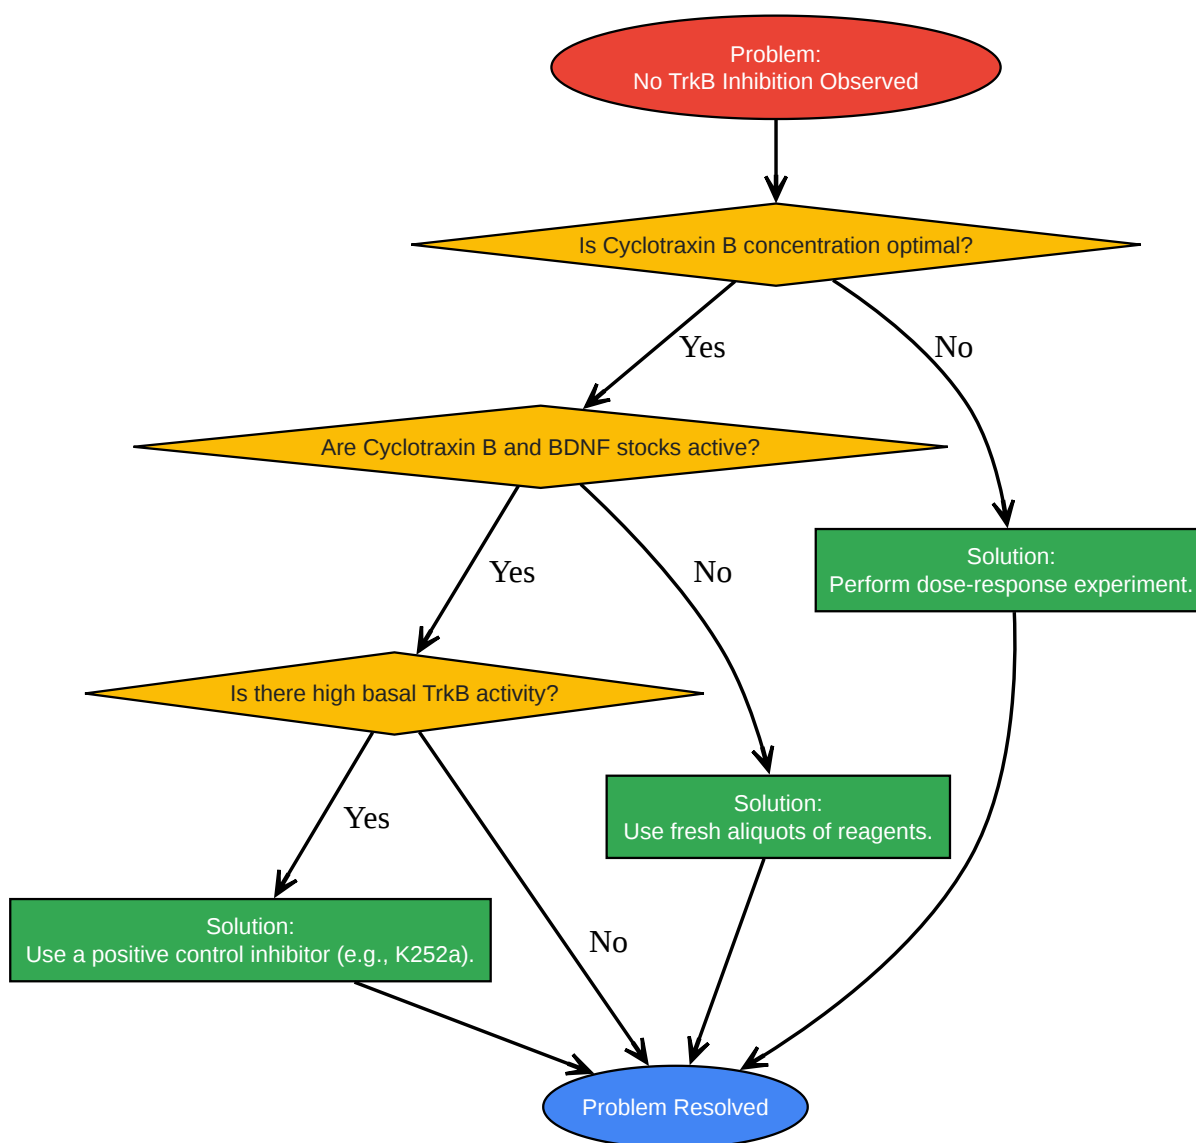 Problem:
No TrkB Inhibition Observed
Is Cyclotraxin B concentration optimal?
Yes
No
Are Cyclotraxin B and BDNF stocks active?
Yes
No
Solution:
Perform dose-response experiment.
Is there high basal TrkB activity?
Yes
No
Solution:
Use fresh aliquots of reagents.
Solution:
Use a positive control inhibitor (e.g., K252a).
Problem Resolved